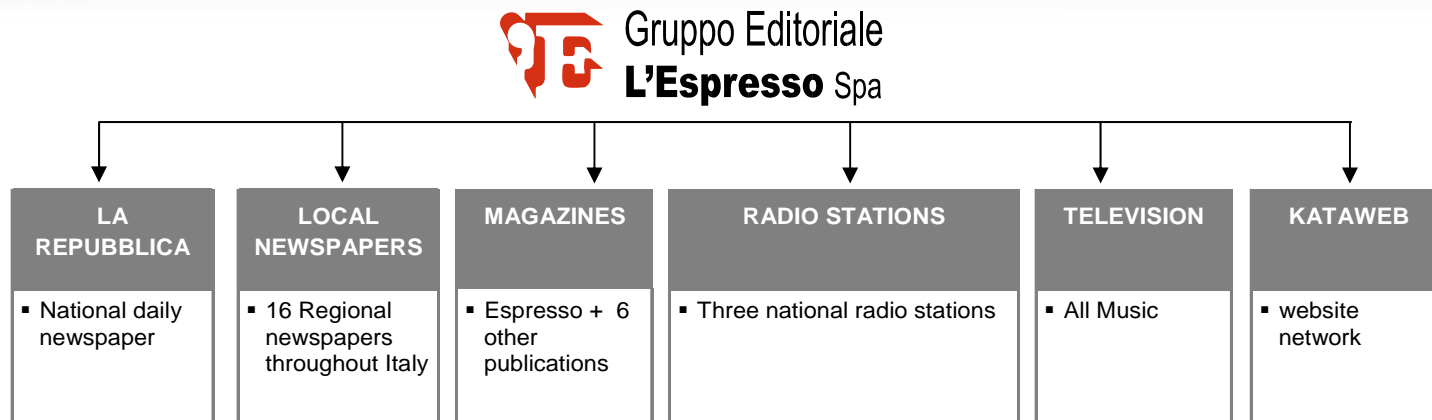 Gruppo Editoriale
L'Espresso Spa
LA
REPUBBLICA
▪ National daily
newspaper
LOCAL
NEWSPAPERS
▪ 16 Regional
newspapers
throughout Italy
MAGAZINES
▪ Espresso + 6
other
publications
RADIO STATIONS
▪ Three national radio stations
TELEVISION
▪ All Music
KATAWEB
▪ website
network